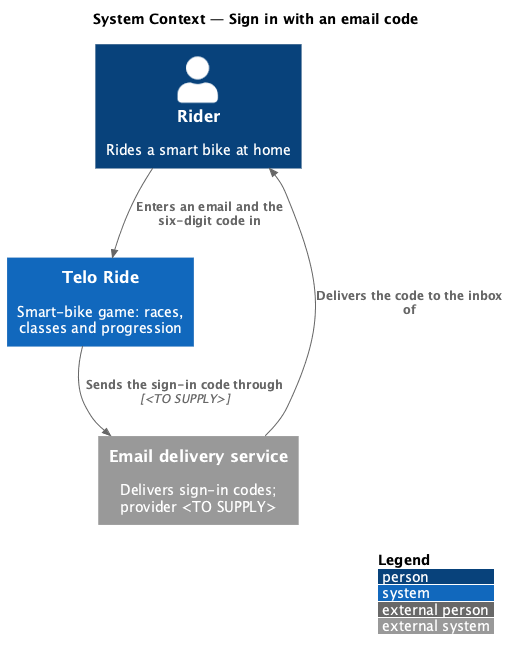 System Context — Sign in with an email code
Rider
Rides a smart bike at home
Enters an email and the
six-digit code in
Telo Ride
Smart-bike game: races,
classes and progression
Delivers the code to the inbox
of
Sends the sign-in code through
[<TO SUPPLY>]
Email delivery service
Delivers sign-in codes;
provider <TO SUPPLY>
Legend
person
system
external person
external system